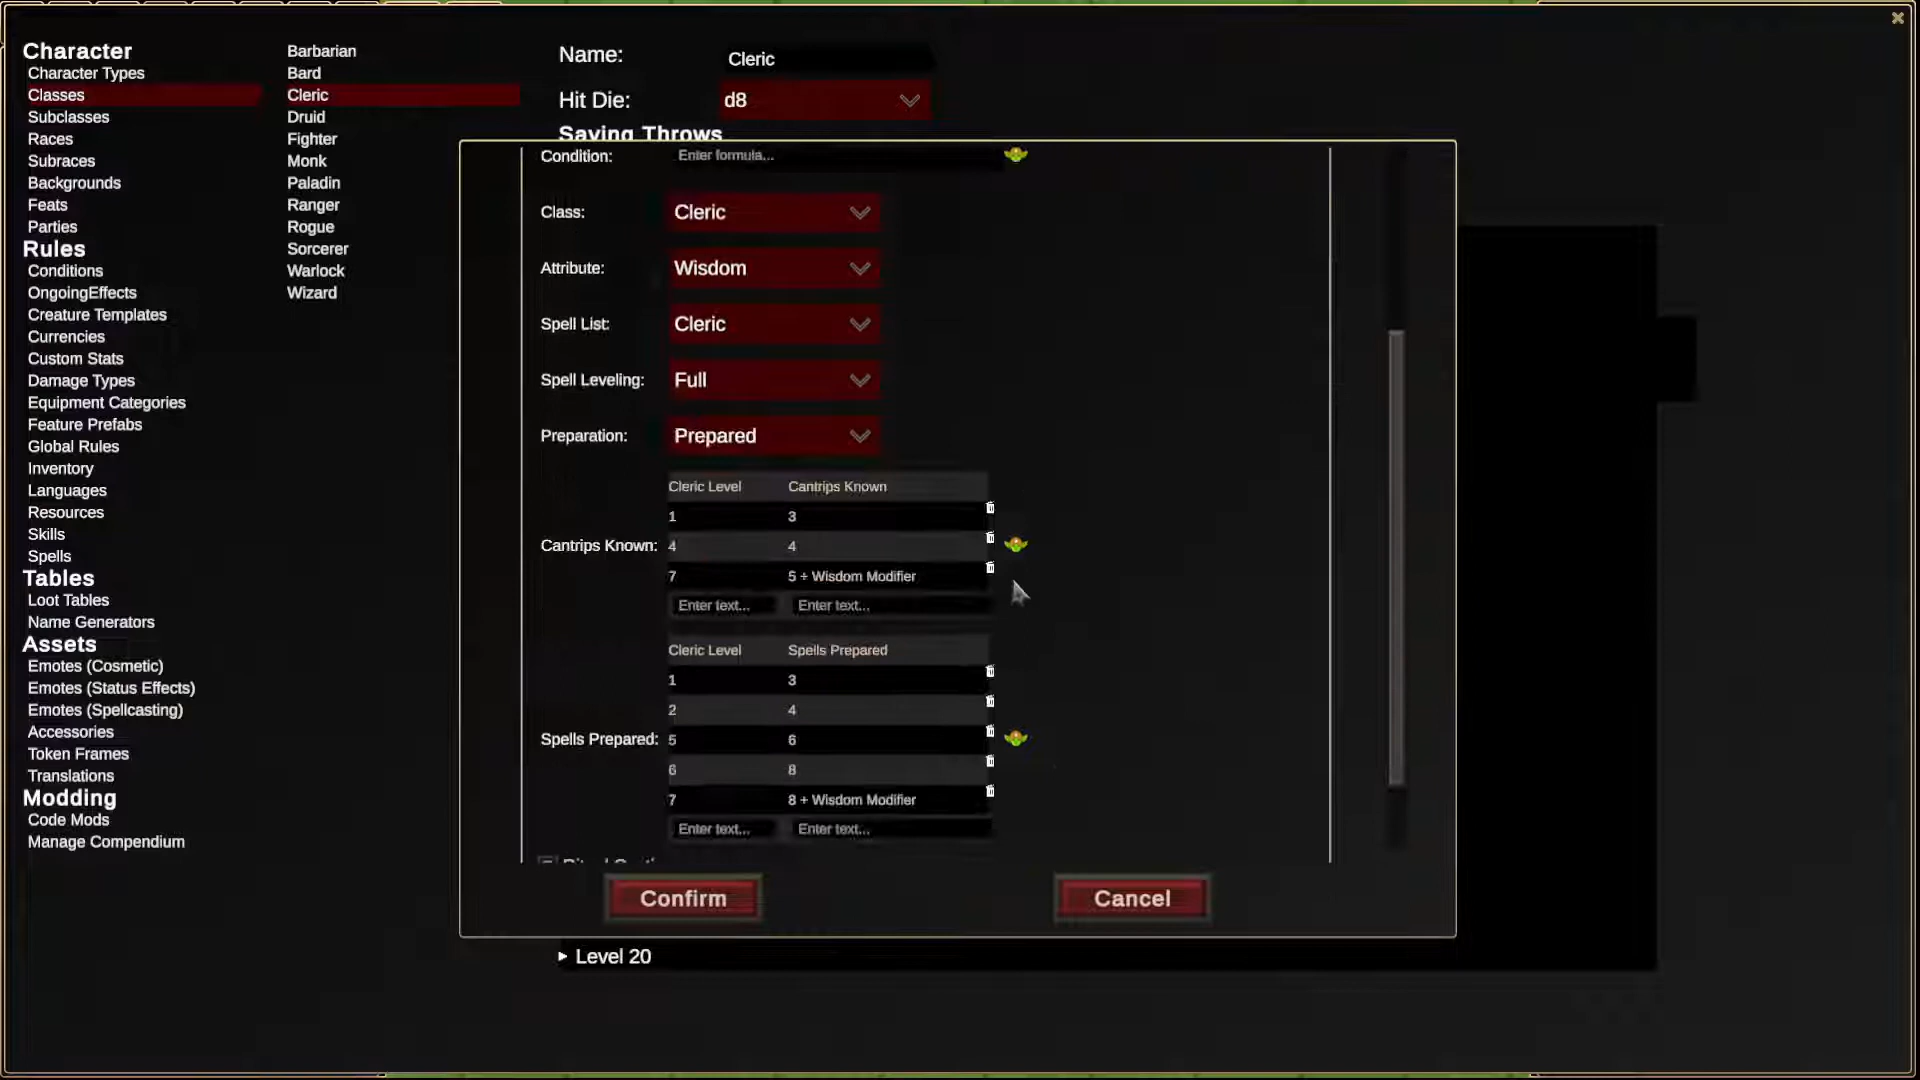 Character
Character Types
Classes
Subclasses
Races
Subraces
Backgrounds
Feats
Parties
Rules
Conditions
OngoingEffects
Creature Templates
Currencies
Custom Stats
Damage Types
Equipment Categories
Feature Prefabs
Global Rules
Inventory
Languages
Resources
Skills
Spells
Tables
Loot Tables
Name Generators
Assets
Emotes (Cosmetic)
Emotes (Status Effects)
Emotes (Spellcasting)
Accessories
Token Frames
Translations
Modding
Code Mods
Manage Compendium
Barbarian
Bard
Cleric
Druid
Fighter
Monk
Paladin
Ranger
Rogue
Sorcerer
Warlock
Wizard
Name: Cleric
Hit Die: d8
Saving Throws
Condition: Enter formula...
Class: Cleric
Attribute: Wisdom
Spell List: Cleric
Spell Leveling: Full
Preparation: Prepared
Cleric Level Cantrips Known
1 3
Cantrips Known: 4 4
7 5 + Wisdom Modifier
Enter text... Enter text...
Cleric Level Spells Prepared
1 3
2 4
Spells Prepared: 5 6
6 8
7 8 + Wisdom Modifier
Enter text... Enter text...
Confirm Cancel
Level 20